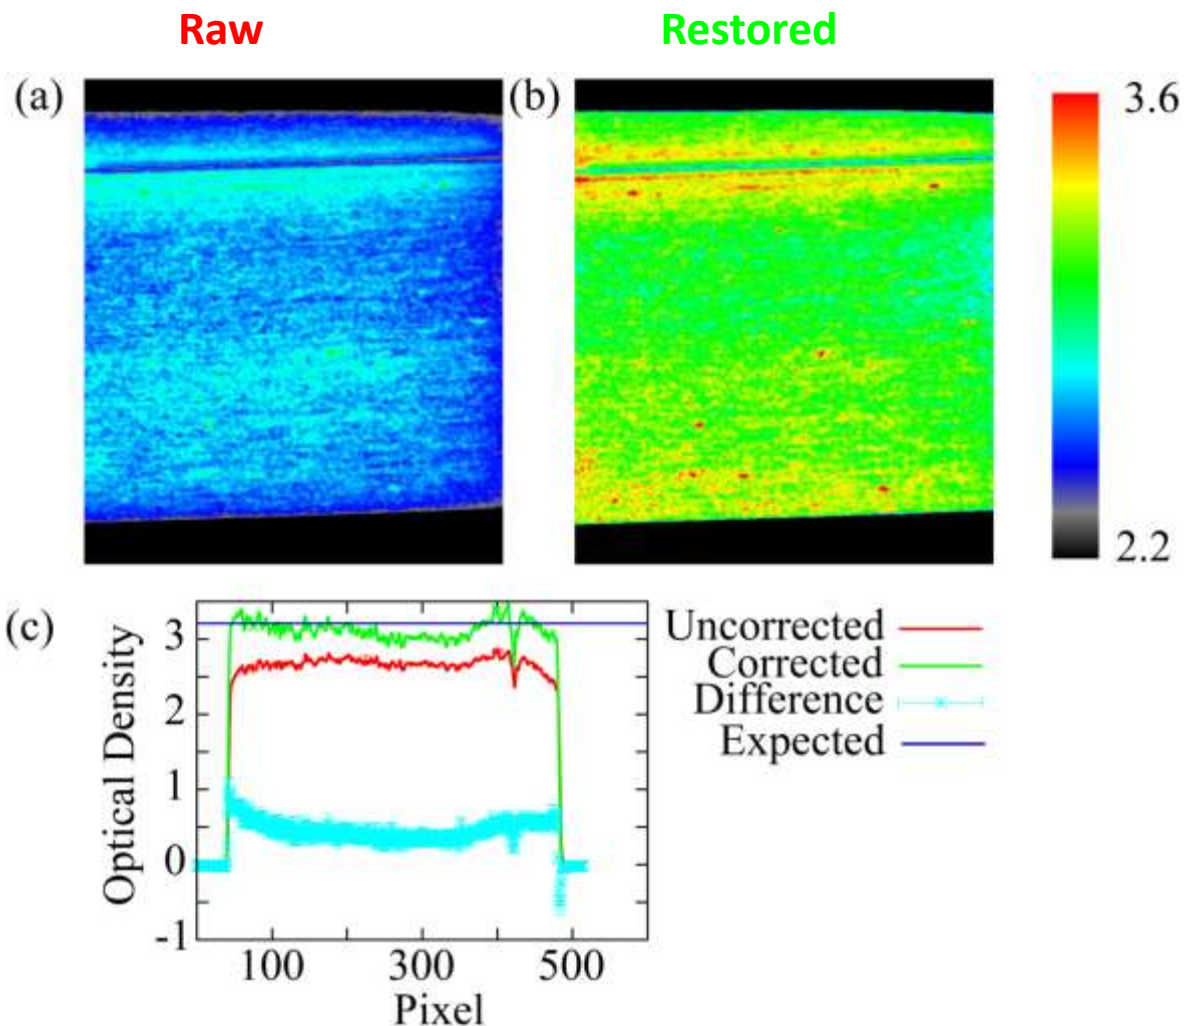 Raw
Restored
(a)
(b)
3.6
2.2
(c)
Optical Density
3
2
1
0
-1
100 300 500
Pixel
Uncorrected
Corrected
Difference
Expected